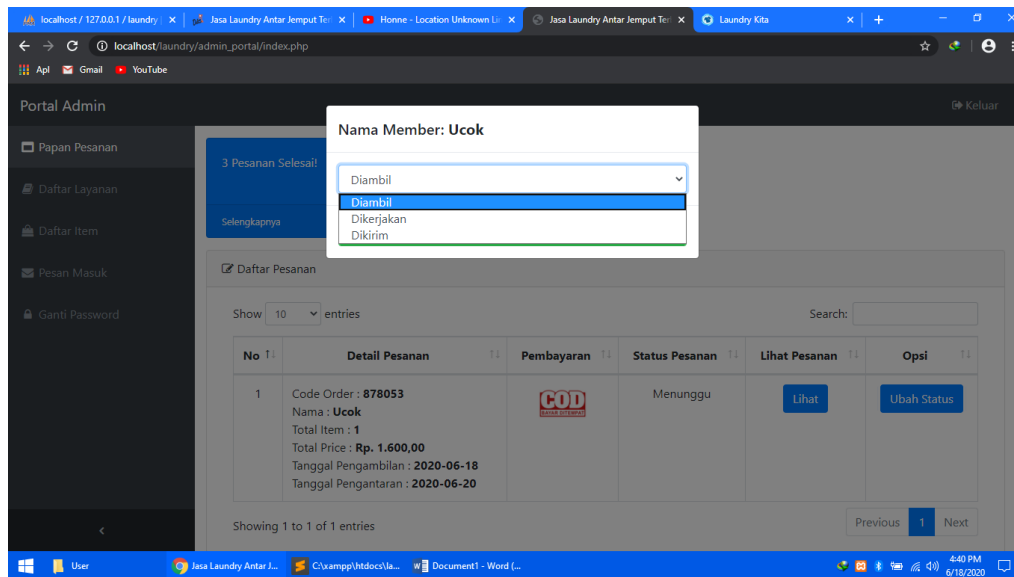 localhost / 127.0.0.1 / laundry |
Jasa Laundry Antar Jemput Ter
Honne - Location Unknown Lir
Jasa Laundry Antar Jemput Ter
Laundry Kita
localhost/laundry/admin_portal/index.php
Apl Gmail YouTube
Portal Admin
Keluar
Nama Member: Ucok
Papan Pesanan
3 Pesanan Selesai!
Diambil
Daftar Layanan
Diambil
Dikerjakan
Dikirim
Selengkapnya
Daftar Item
Pesan Masuk
Daftar Pesanan
Ganti Password
Show 10 entries
Search:
No Detail Pesanan Pembayaran Status Pesanan Lihat Pesanan Opsi
1 Code Order : 878053 COD Menunggu Lihat Ubah Status
BAYAR DITEMPAT
Nama : Ucok
Total Item : 1
Total Price : Rp. 1.600,00
Tanggal Pengambilan : 2020-06-18
Tanggal Pengantaran : 2020-06-20
Showing 1 to 1 of 1 entries
Previous 1 Next
User
Jasa Laundry Antar J...
C:\xampp\htdocs\la...
Document1 - Word (...
4:40 PM
6/18/2020